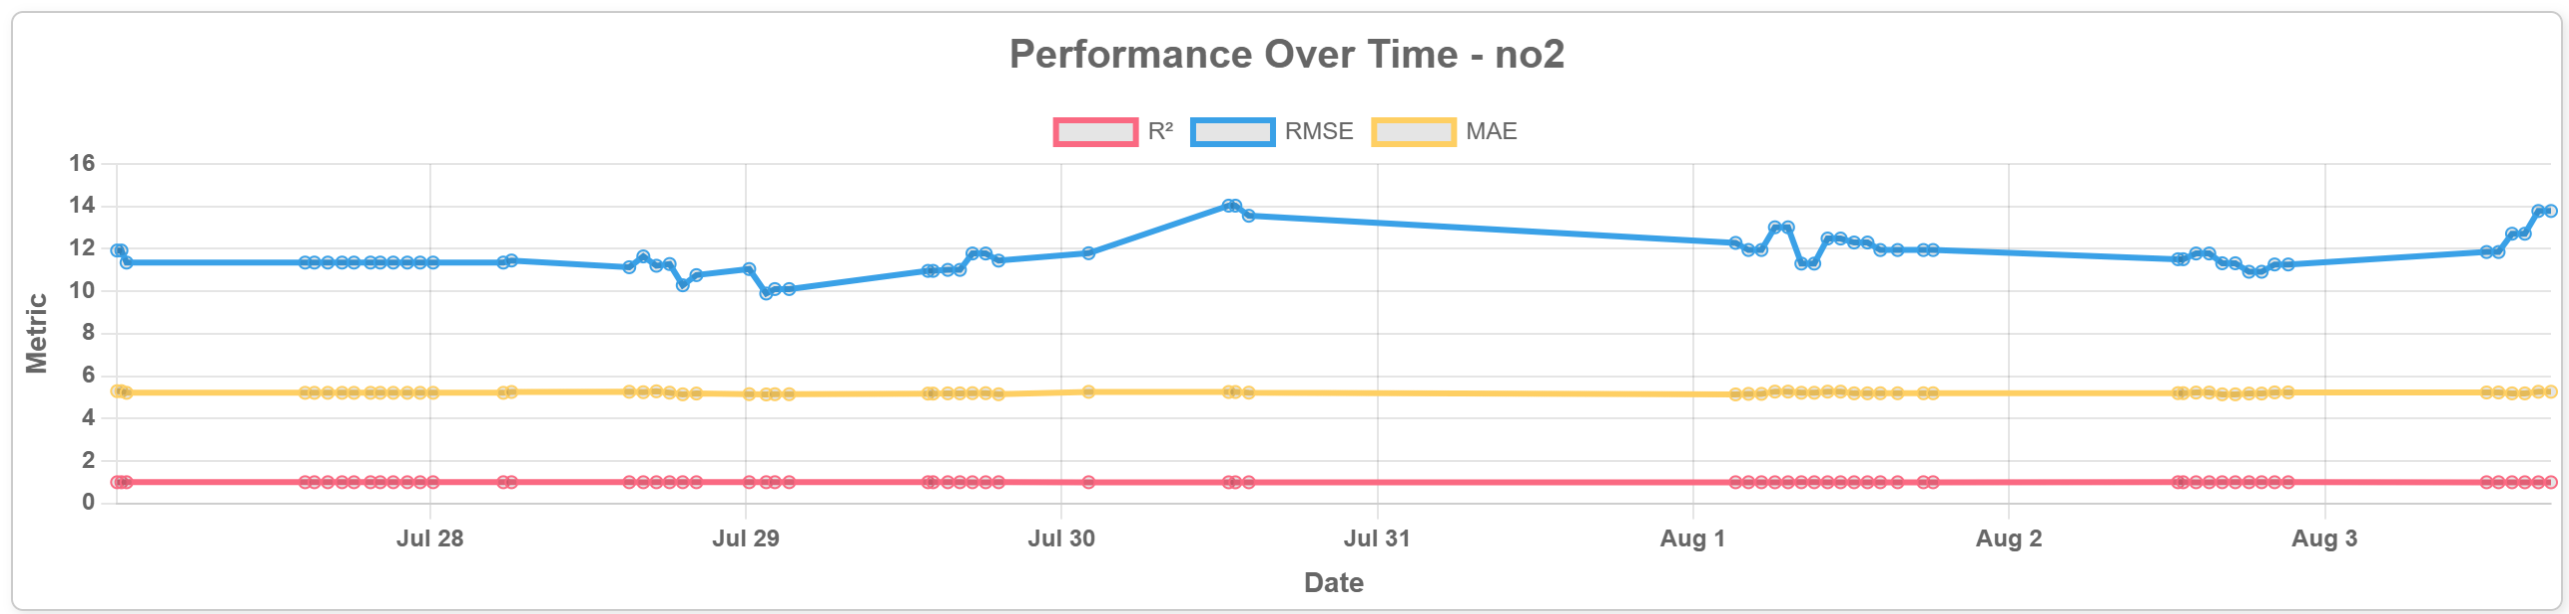 Performance Over Time - no2
R² RMSE MAE
16
14
12
10
8
6
4
2
0
Metric
Jul 28 Jul 29 Jul 30 Jul 31 Aug 1 Aug 2 Aug 3
Date